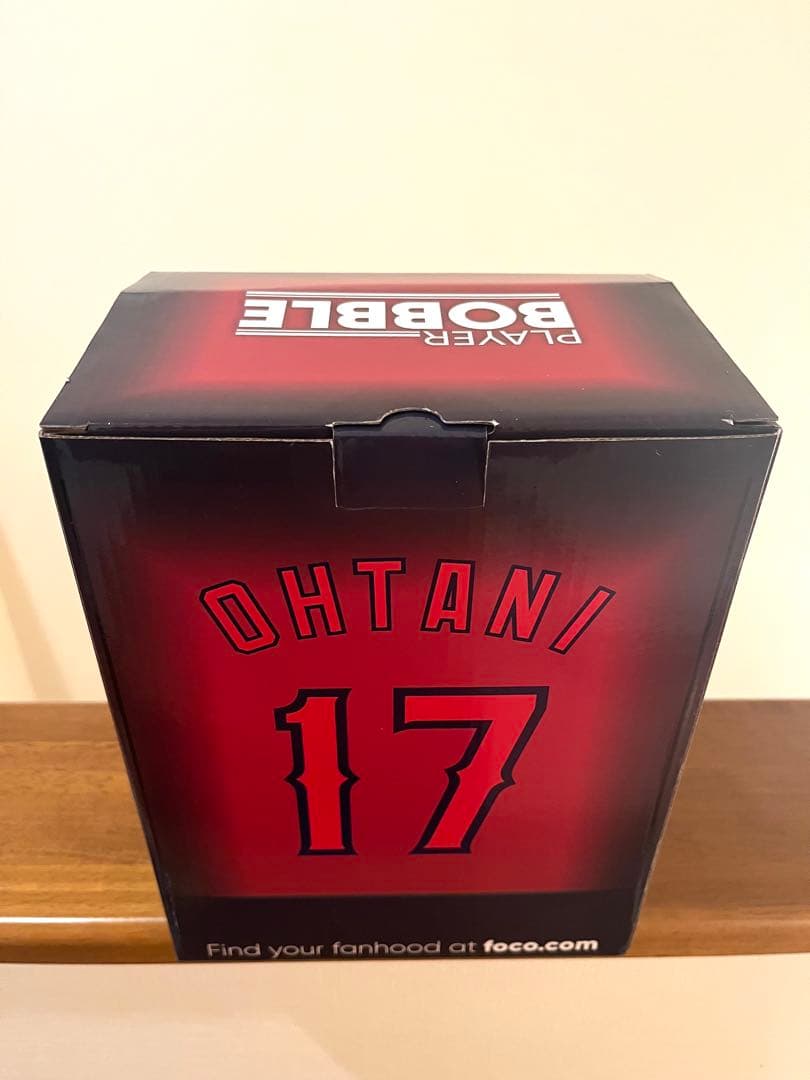 PLAYER
BOBBLE
OHTANI
17
Find your fanhood at foco.com